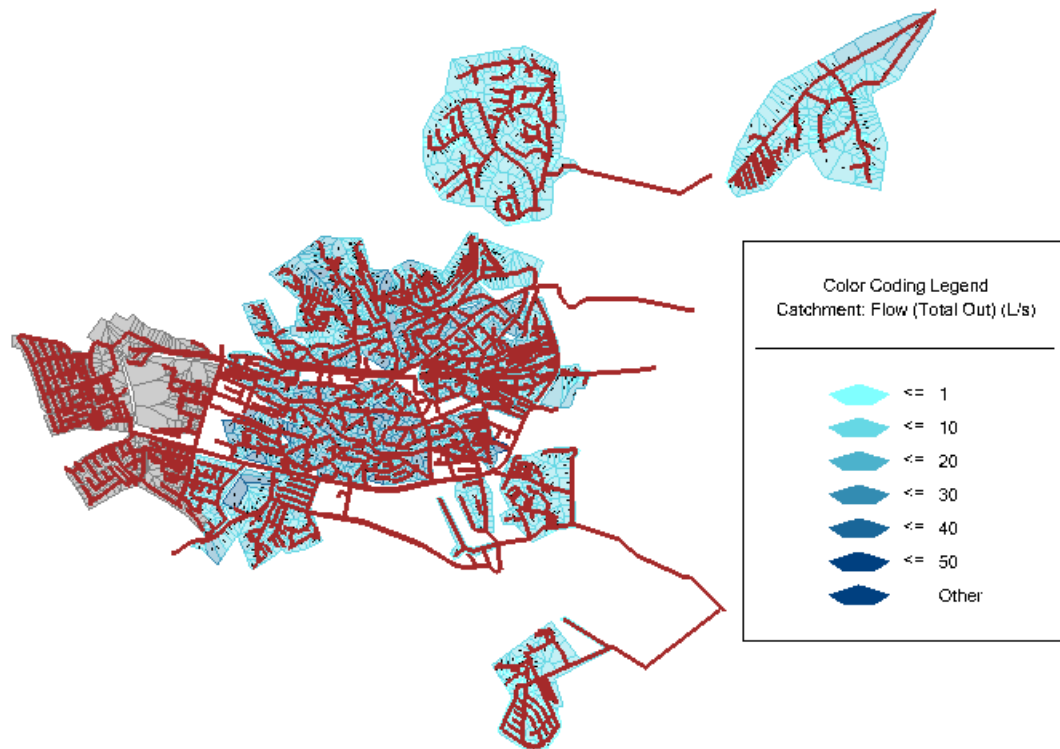 Color Coding Legend
Catchment: Flow (Total Out) (L/s)
<= 1
<= 10
<= 20
<= 30
<= 40
<= 50
Other